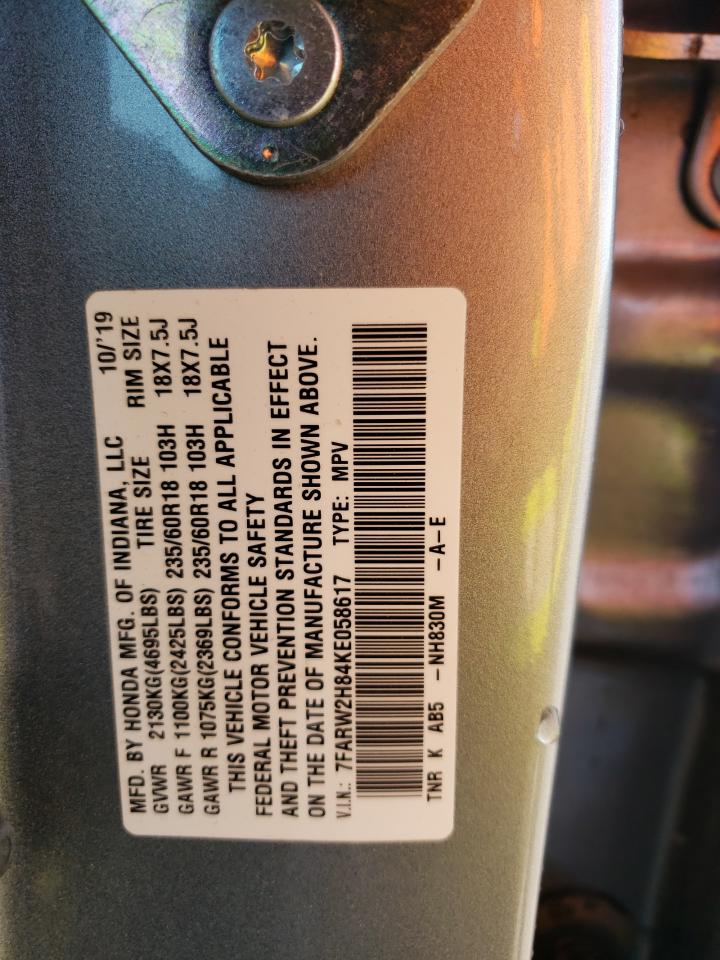 MFD. BY HONDA MFG. OF INDIANA, LLC 10/'19
GVWR 2130KG(4695LBS) TIRE SIZE RIM SIZE
GAWR F 1100KG(2425LBS) 235/60R18 103H 18X7.5J
GAWR R 1075KG(2369LBS) 235/60R18 103H 18X7.5J
THIS VEHICLE CONFORMS TO ALL APPLICABLE
FEDERAL MOTOR VEHICLE SAFETY
AND THEFT PREVENTION STANDARDS IN EFFECT
ON THE DATE OF MANUFACTURE SHOWN ABOVE.
V.I.N.: 7FARW2H84KE058617 TYPE: MPV
TNR K AB5 -NH830M -A-E